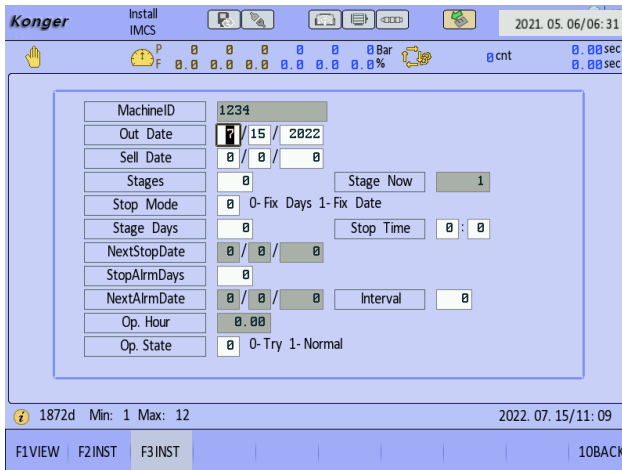 Konger
Install
IMCS
2021. 05. 06/06: 31
P 0 0 0 0 0 0 Bar 0 cnt 0.00 sec
F 0.0 0.0 0.0 0.0 0.0 0.0 % 0.00 sec
MachineID 1234
Out Date 7 / 15 / 2022
Sell Date 0 / 0 / 0
Stages 0 Stage Now 1
Stop Mode 0 0- Fix Days 1- Fix Date
Stage Days 0 Stop Time 0 : 0
NextStopDate 0 / 0 / 0
StopAlrmDays 0
NextAlrmDate 0 / 0 / 0 Interval 0
Op. Hour 0.00
Op. State 0 0- Try 1- Normal
1872d Min: 1 Max: 12 2022. 07. 15/11: 09
F1VIEW F2INST F3INST 10BACK